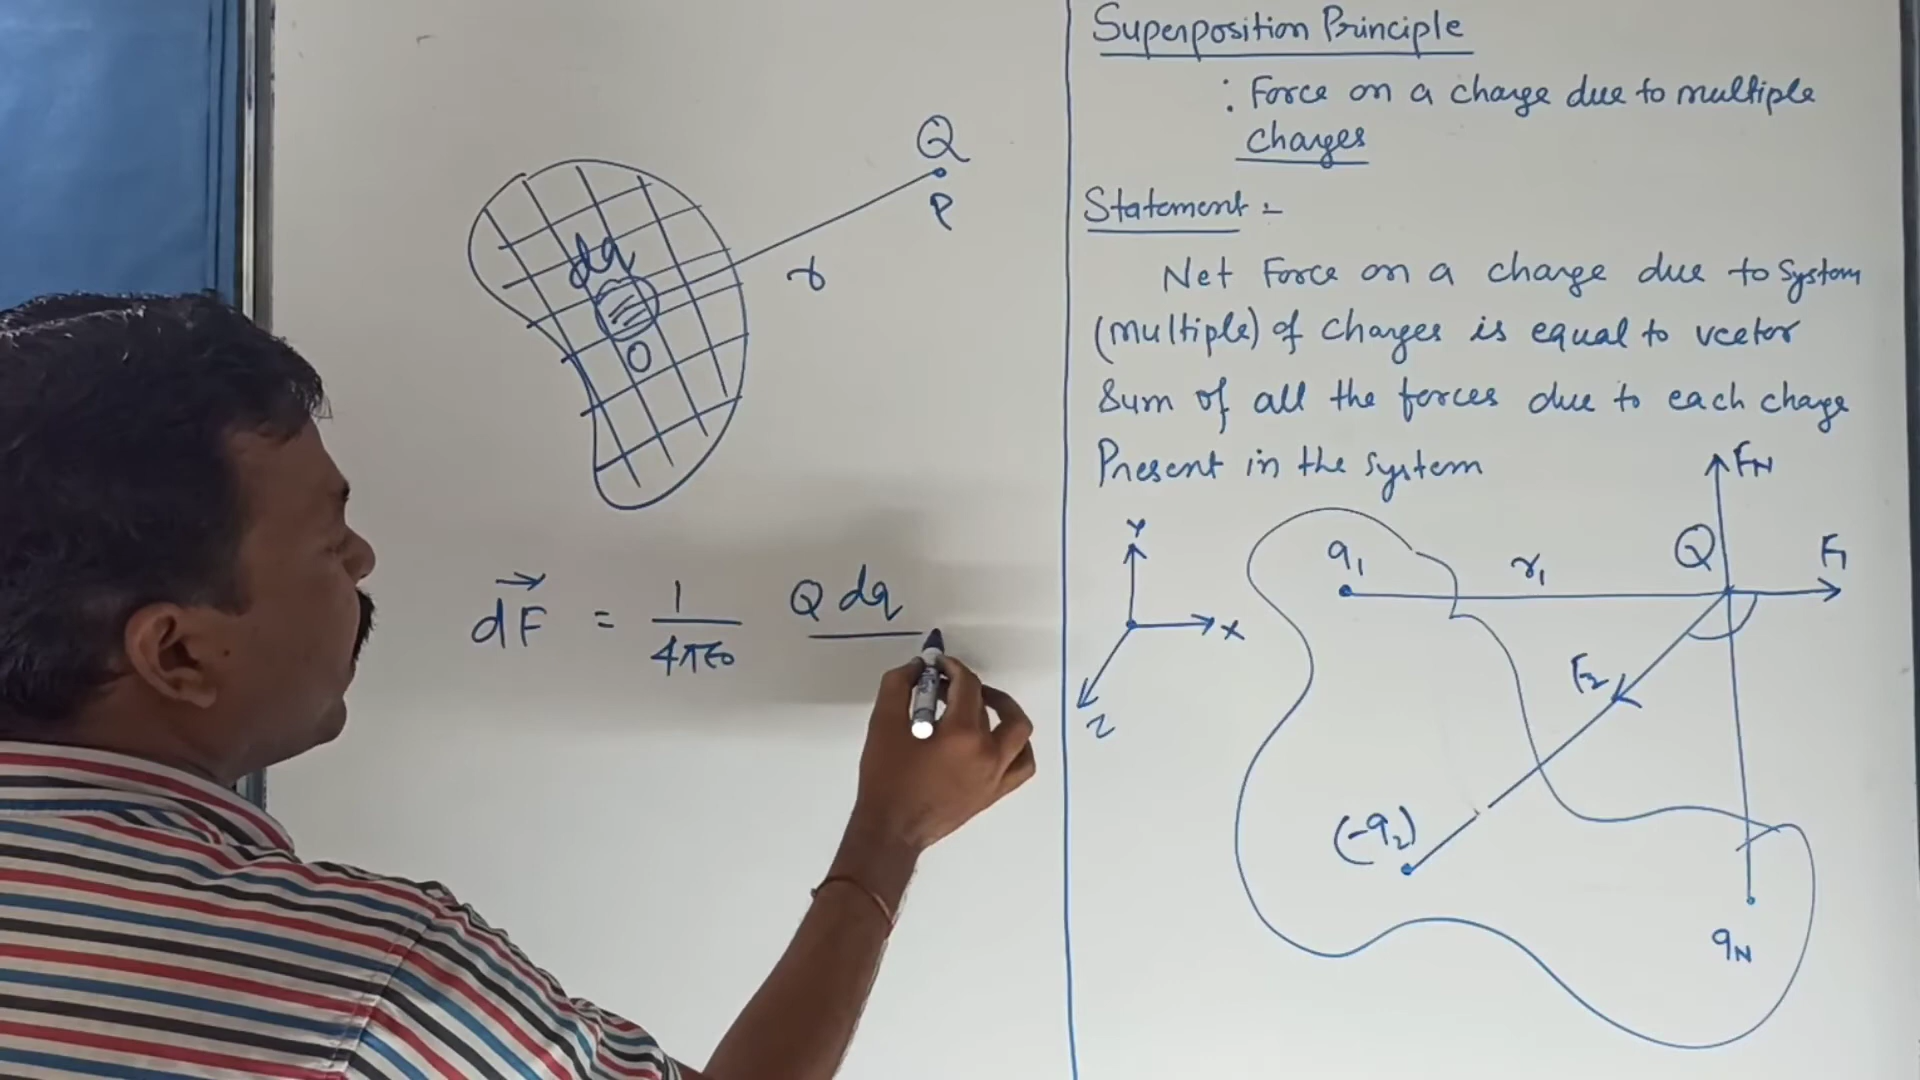 Q
P
dq
r
O
dF = 1/4πε0 Q dq
Superposition Principle
: Force on a charge due to multiple
charges
Statement -
Net Force on a charge due to System
(multiple) of charges is equal to vector
Sum of all the forces due to each charge
Present in the system
FN
Y
q1
r1
Q
F1
X
F2
Z
(-q2)
qN